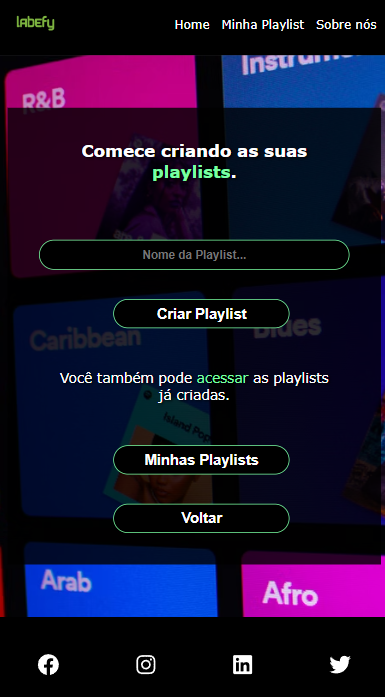 labefy
Home Minha Playlist Sobre nós
Instrument
R&B
Comece criando as suas
playlists.
Nome da Playlist...
Criar Playlist
Caribbean
Blues
Você também pode acessar as playlists
já criadas.
Island Pop
Minhas Playlists
Voltar
Arab
Afro